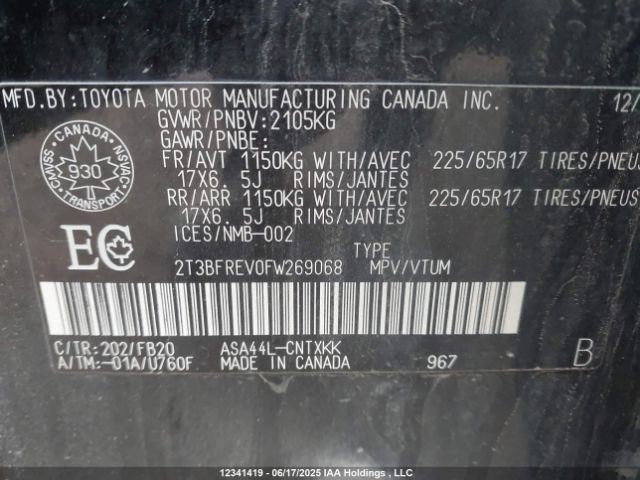 MFD.BY:TOYOTA MOTOR MANUFACTURING CANADA INC. 12/
GVWR/PNBV:2105KG
GAWR/PNBE:
FR/AVT 1150KG WITH/AVEC 225/65R17 TIRES/PNEUS
17X6.5J RIMS/JANTES
RR/ARR 1150KG WITH/AVEC 225/65R17 TIRES/PNEUS
17X6.5J RIMS/JANTES
ICES/NMB-002
CANADA
CMVSS
930
NSVAC
TRANSPORT
EC
TYPE
2T3BFREV0FW269068 MPV/VTUM
C/TR:202/FB20 ASA44L-CNTXKK
A/TM:-01A/U760F MADE IN CANADA 967 B
12341419 - 06/17/2025 IAA Holdings , LLC